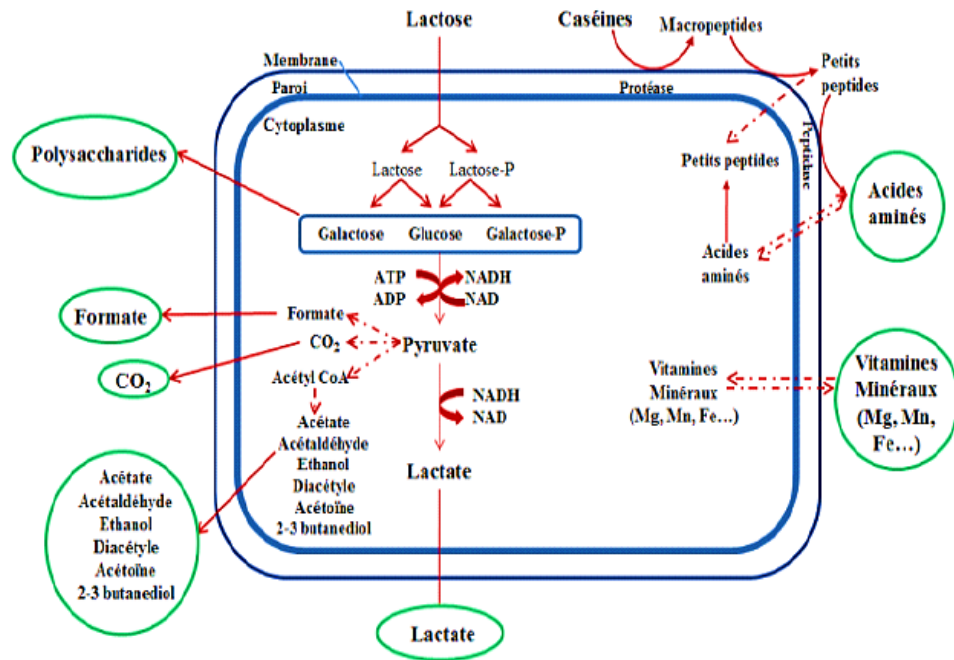 Lactose
Caséines
Macropeptides
Petits
peptides
Membrane
Paroi
Protéase
Peptidase
Cytoplasme
Polysaccharides
Lactose
Lactose-P
Petits peptides
Acides
aminés
Galactose Glucose Galactose-P
Acides
aminés
ATP NADH
ADP NAD
Formate
Formate
CO₂
Pyruvate
CO₂
Acétyl CoA
Vitamines
Minéraux
(Mg, Mn, Fe...)
Vitamines
Minéraux
(Mg, Mn,
Fe...)
NADH
NAD
Acétate
Acétaldéhyde
Ethanol
Diacétyle
Acétoïne
2-3 butanediol
Lactate
Acétate
Acétaldéhyde
Ethanol
Diacétyle
Acétoïne
2-3 butanediol
Lactate